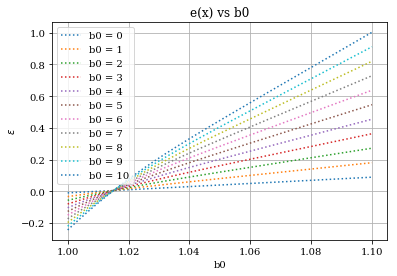 e(x) vs b0
1.0
0.8
0.6
0.4
0.2
0.0
−0.2
ε
b0 = 0
b0 = 1
b0 = 2
b0 = 3
b0 = 4
b0 = 5
b0 = 6
b0 = 7
b0 = 8
b0 = 9
b0 = 10
1.00 1.02 1.04 1.06 1.08 1.10
b0